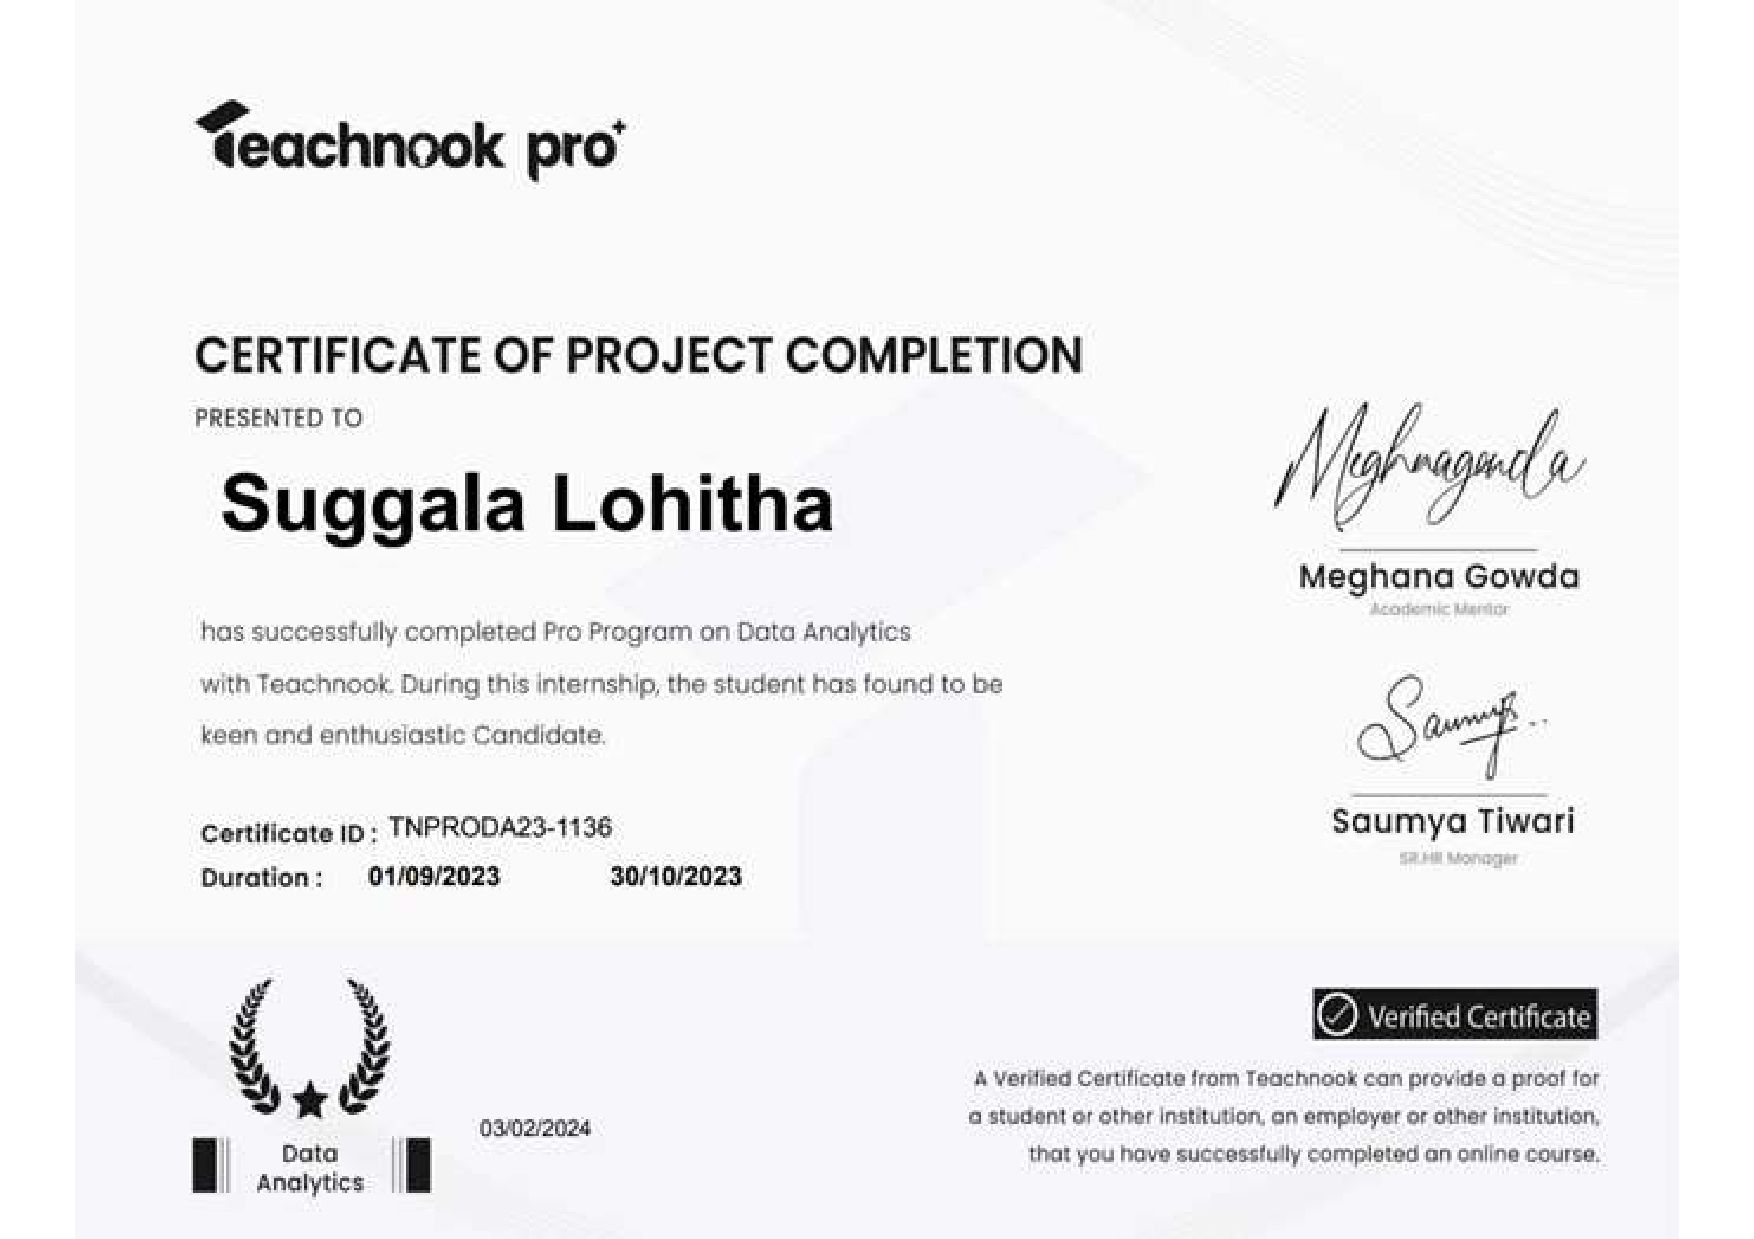 Teachnook pro+
CERTIFICATE OF PROJECT COMPLETION
PRESENTED TO
Suggala Lohitha
has successfully completed Pro Program on Data Analytics
with Teachnook. During this internship, the student has found to be
keen and enthusiastic Candidate.
Certificate ID : TNPRODA23-1136
Duration : 01/09/2023 30/10/2023
Meghnagowda
Meghana Gowda
Academic Mentor
Saumya..
Saumya Tiwari
SR.HR Manager
Data
Analytics
03/02/2024
Verified Certificate
A Verified Certificate from Teachnook can provide a proof for
a student or other institution, an employer or other institution,
that you have successfully completed an online course.